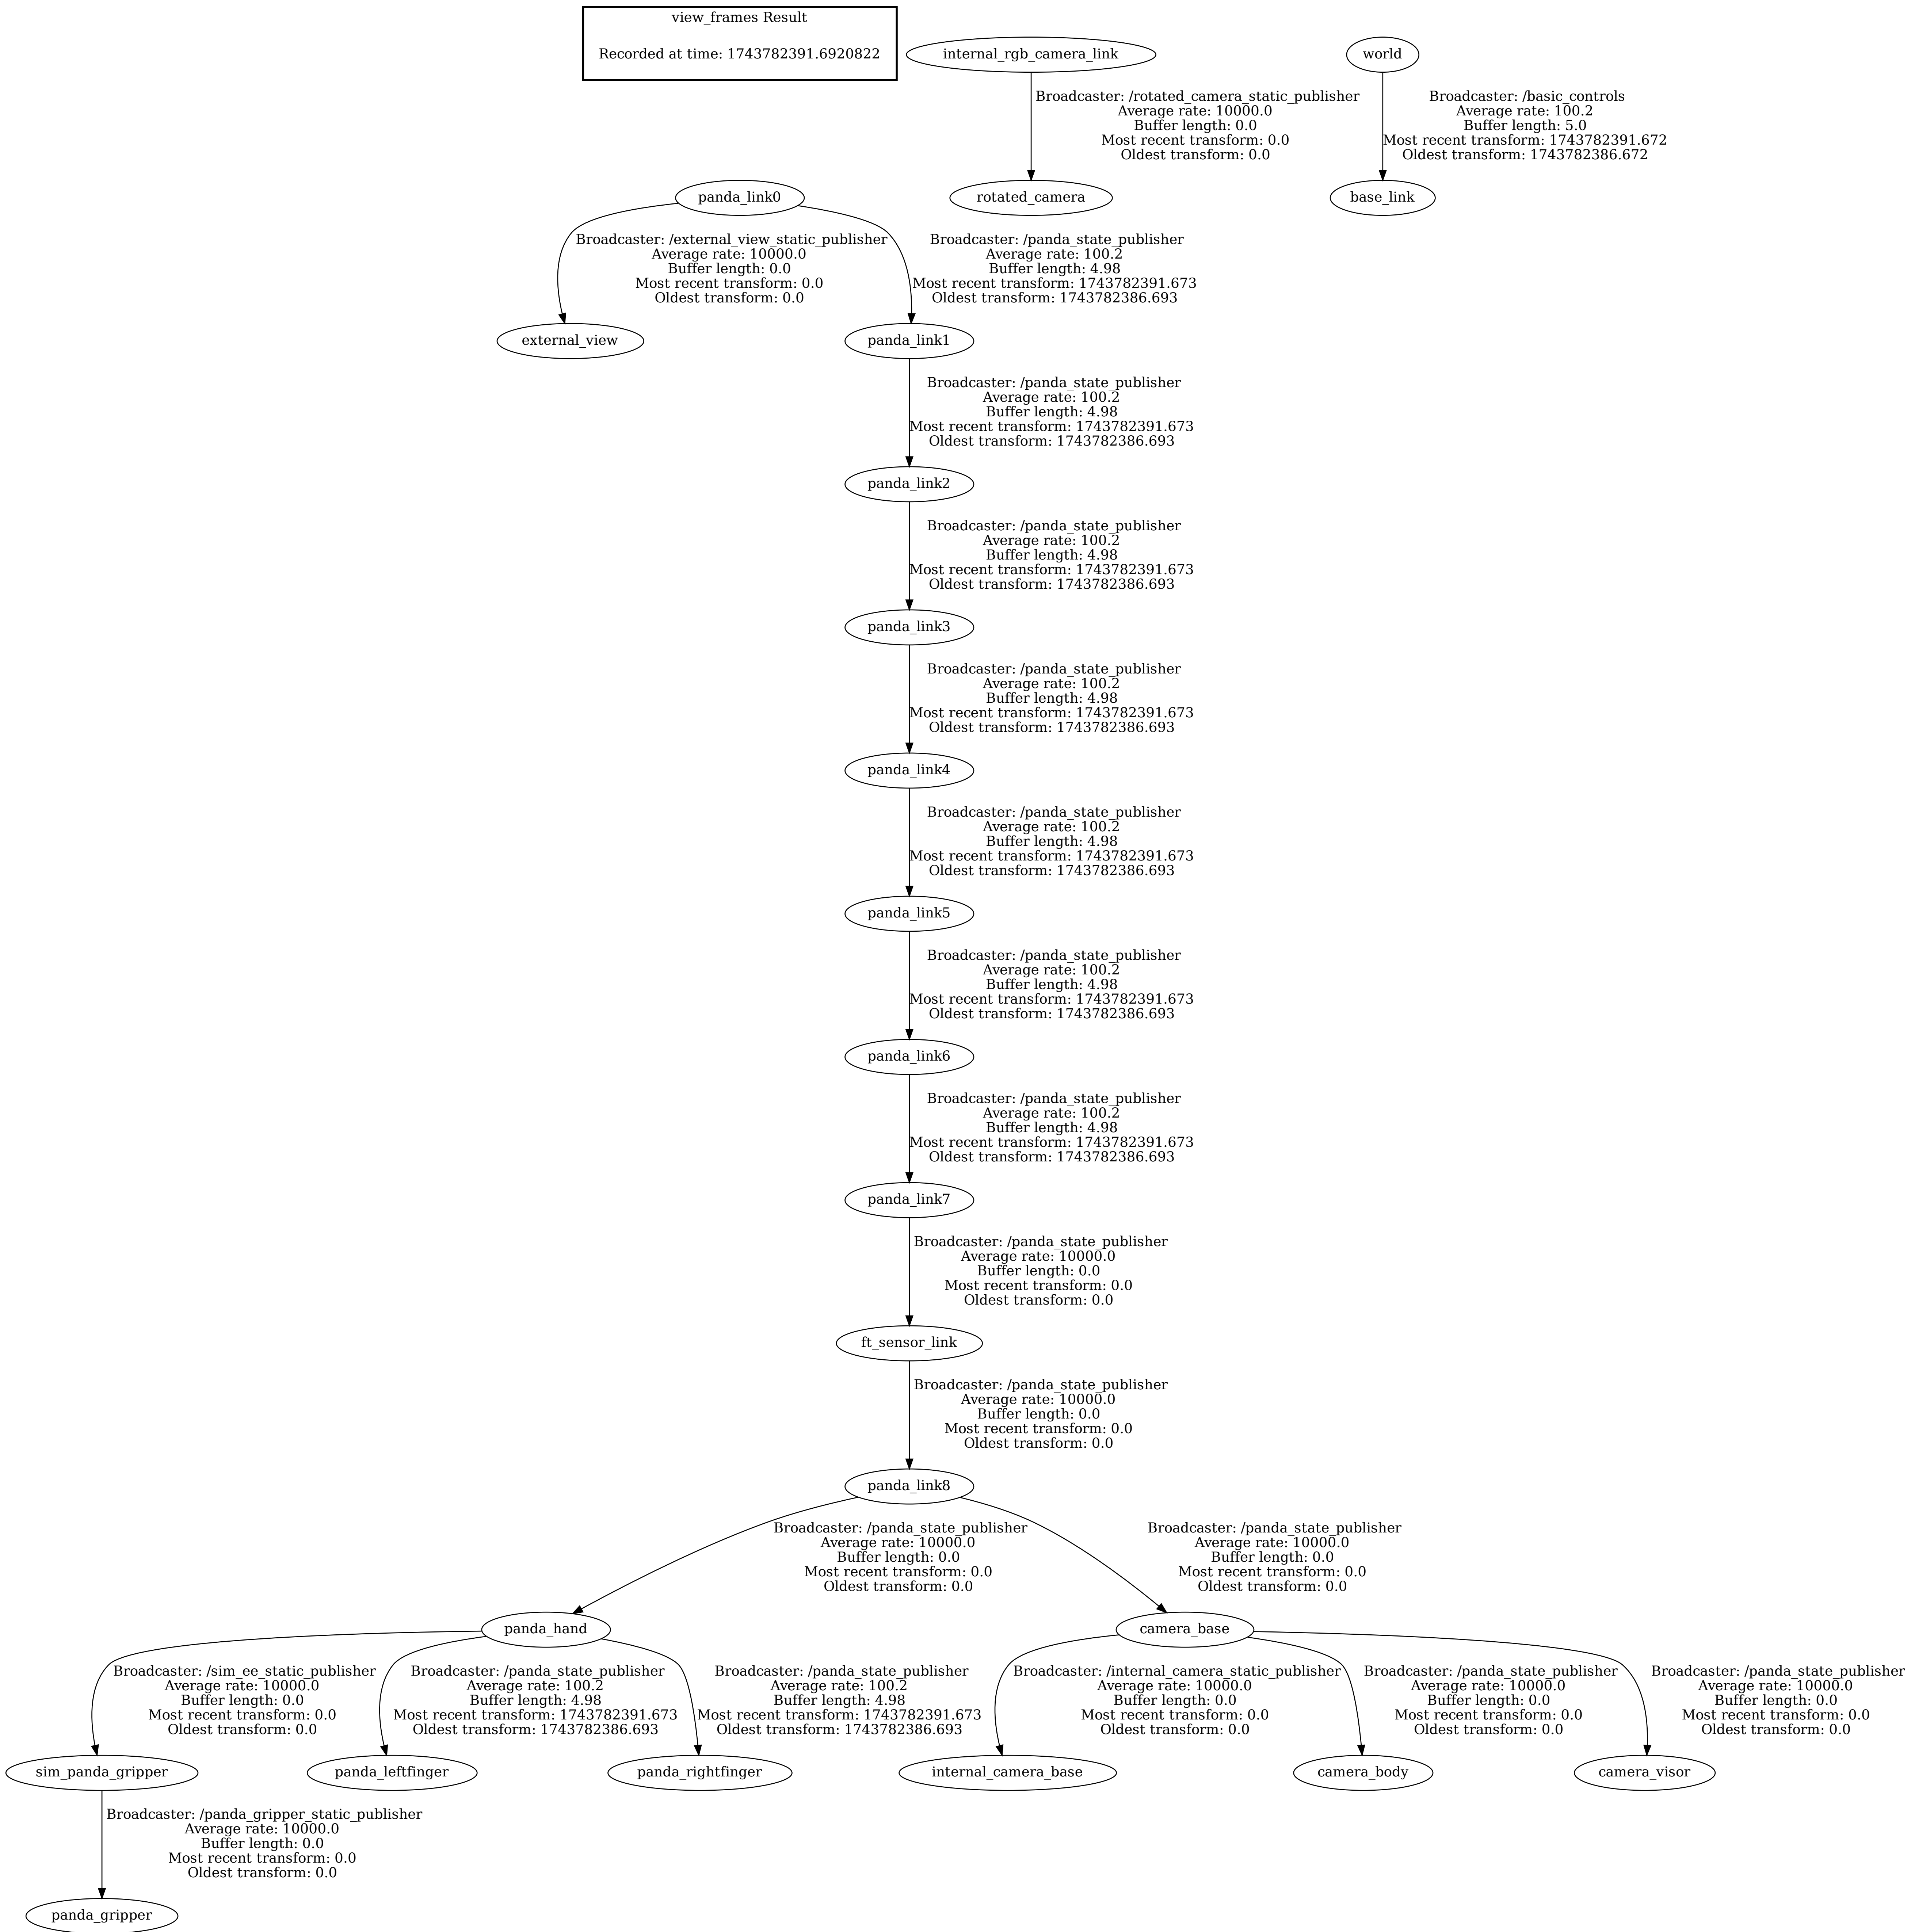 view_frames Result
Recorded at time: 1743782391.6920822
internal_rgb_camera_link
world
Broadcaster: /rotated_camera_static_publisher
Average rate: 10000.0
Buffer length: 0.0
Most recent transform: 0.0
Oldest transform: 0.0
Broadcaster: /basic_controls
Average rate: 100.2
Buffer length: 5.0
Most recent transform: 1743782391.672
Oldest transform: 1743782386.672
panda_link0
rotated_camera
base_link
Broadcaster: /external_view_static_publisher
Average rate: 10000.0
Buffer length: 0.0
Most recent transform: 0.0
Oldest transform: 0.0
Broadcaster: /panda_state_publisher
Average rate: 100.2
Buffer length: 4.98
Most recent transform: 1743782391.673
Oldest transform: 1743782386.693
external_view
panda_link1
Broadcaster: /panda_state_publisher
Average rate: 100.2
Buffer length: 4.98
Most recent transform: 1743782391.673
Oldest transform: 1743782386.693
panda_link2
Broadcaster: /panda_state_publisher
Average rate: 100.2
Buffer length: 4.98
Most recent transform: 1743782391.673
Oldest transform: 1743782386.693
panda_link3
Broadcaster: /panda_state_publisher
Average rate: 100.2
Buffer length: 4.98
Most recent transform: 1743782391.673
Oldest transform: 1743782386.693
panda_link4
Broadcaster: /panda_state_publisher
Average rate: 100.2
Buffer length: 4.98
Most recent transform: 1743782391.673
Oldest transform: 1743782386.693
panda_link5
Broadcaster: /panda_state_publisher
Average rate: 100.2
Buffer length: 4.98
Most recent transform: 1743782391.673
Oldest transform: 1743782386.693
panda_link6
Broadcaster: /panda_state_publisher
Average rate: 100.2
Buffer length: 4.98
Most recent transform: 1743782391.673
Oldest transform: 1743782386.693
panda_link7
Broadcaster: /panda_state_publisher
Average rate: 10000.0
Buffer length: 0.0
Most recent transform: 0.0
Oldest transform: 0.0
ft_sensor_link
Broadcaster: /panda_state_publisher
Average rate: 10000.0
Buffer length: 0.0
Most recent transform: 0.0
Oldest transform: 0.0
panda_link8
Broadcaster: /panda_state_publisher
Average rate: 10000.0
Buffer length: 0.0
Most recent transform: 0.0
Oldest transform: 0.0
Broadcaster: /panda_state_publisher
Average rate: 10000.0
Buffer length: 0.0
Most recent transform: 0.0
Oldest transform: 0.0
panda_hand
camera_base
Broadcaster: /sim_ee_static_publisher
Average rate: 10000.0
Buffer length: 0.0
Most recent transform: 0.0
Oldest transform: 0.0
Broadcaster: /panda_state_publisher
Average rate: 100.2
Buffer length: 4.98
Most recent transform: 1743782391.673
Oldest transform: 1743782386.693
Broadcaster: /panda_state_publisher
Average rate: 100.2
Buffer length: 4.98
Most recent transform: 1743782391.673
Oldest transform: 1743782386.693
Broadcaster: /internal_camera_static_publisher
Average rate: 10000.0
Buffer length: 0.0
Most recent transform: 0.0
Oldest transform: 0.0
Broadcaster: /panda_state_publisher
Average rate: 10000.0
Buffer length: 0.0
Most recent transform: 0.0
Oldest transform: 0.0
Broadcaster: /panda_state_publisher
Average rate: 10000.0
Buffer length: 0.0
Most recent transform: 0.0
Oldest transform: 0.0
sim_panda_gripper
panda_leftfinger
panda_rightfinger
internal_camera_base
camera_body
camera_visor
Broadcaster: /panda_gripper_static_publisher
Average rate: 10000.0
Buffer length: 0.0
Most recent transform: 0.0
Oldest transform: 0.0
panda_gripper